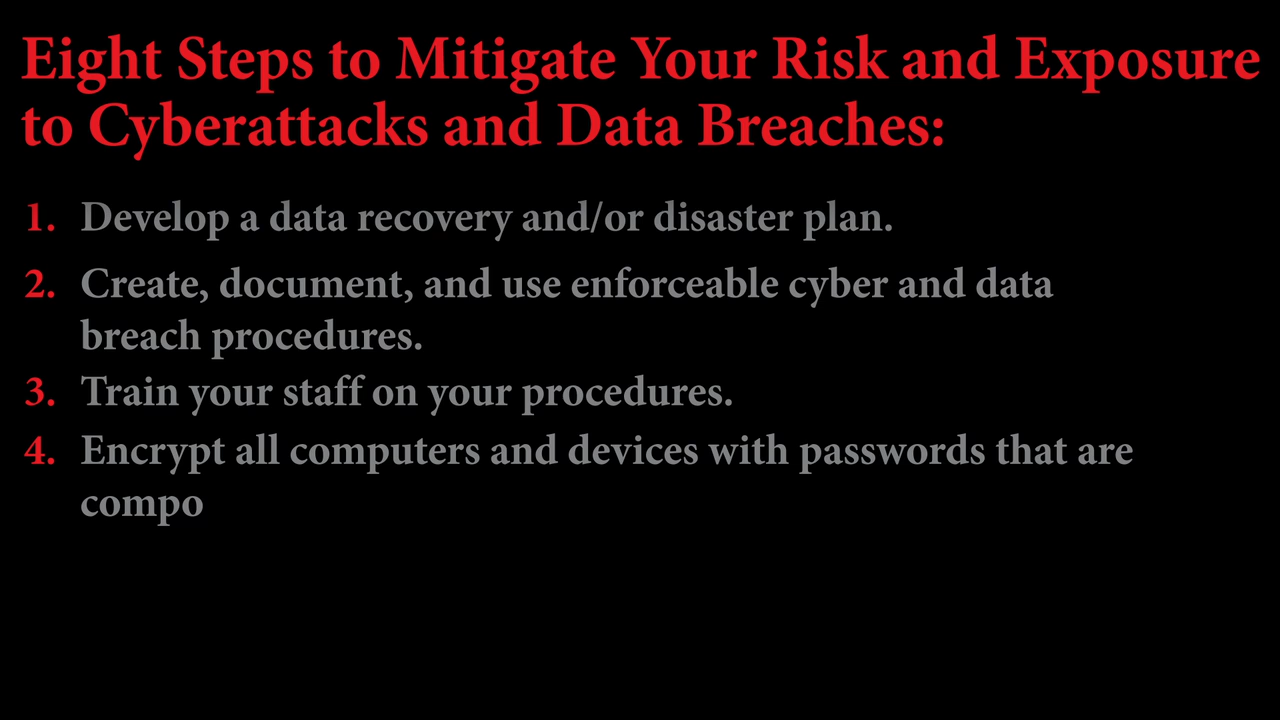 Eight Steps to Mitigate Your Risk and Exposure
to Cyberattacks and Data Breaches:
1. Develop a data recovery and/or disaster plan.
2. Create, document, and use enforceable cyber and data
breach procedures.
3. Train your staff on your procedures.
4. Encrypt all computers and devices with passwords that are
compo